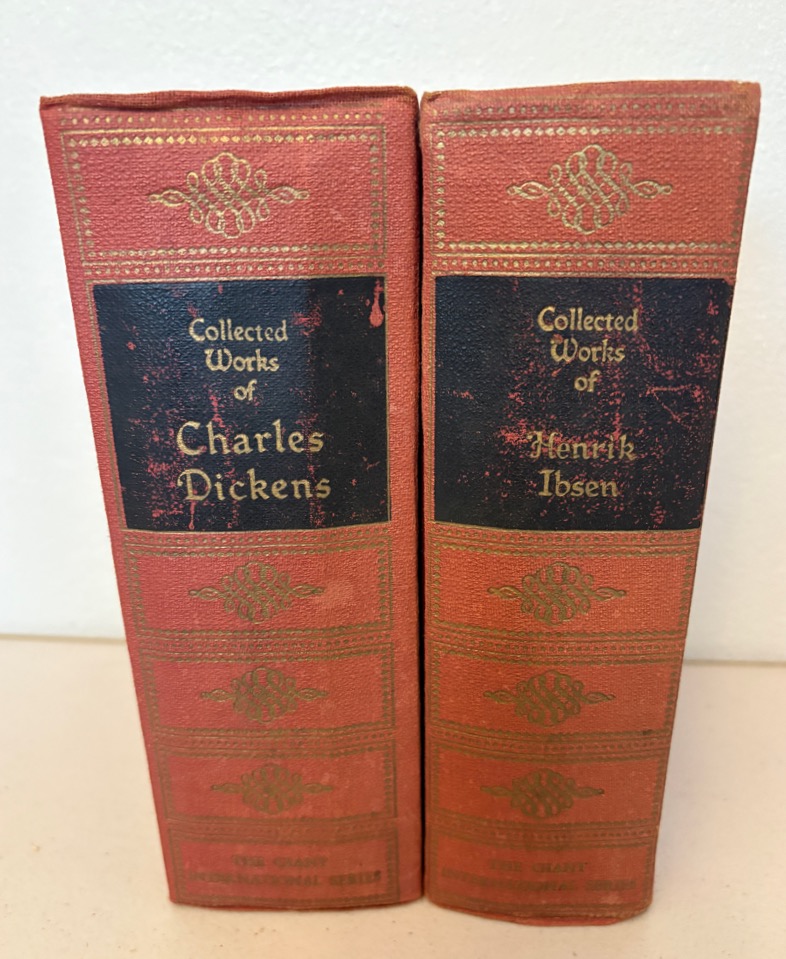 Collected
Works
of
Charles
Dickens
THE GIANT
INTERNATIONAL SERIES
Collected
Works
of
Henrik
Ibsen
THE GIANT
INTERNATIONAL SERIES